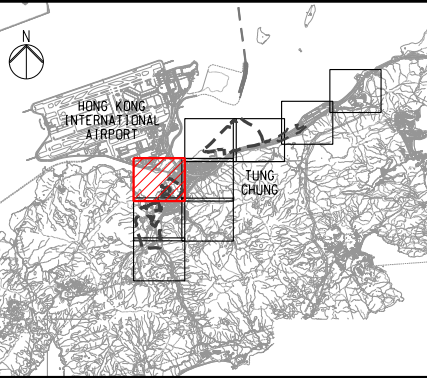 N
HONG KONG
INTERNATIONAL
AIRPORT
TUNG
CHUNG